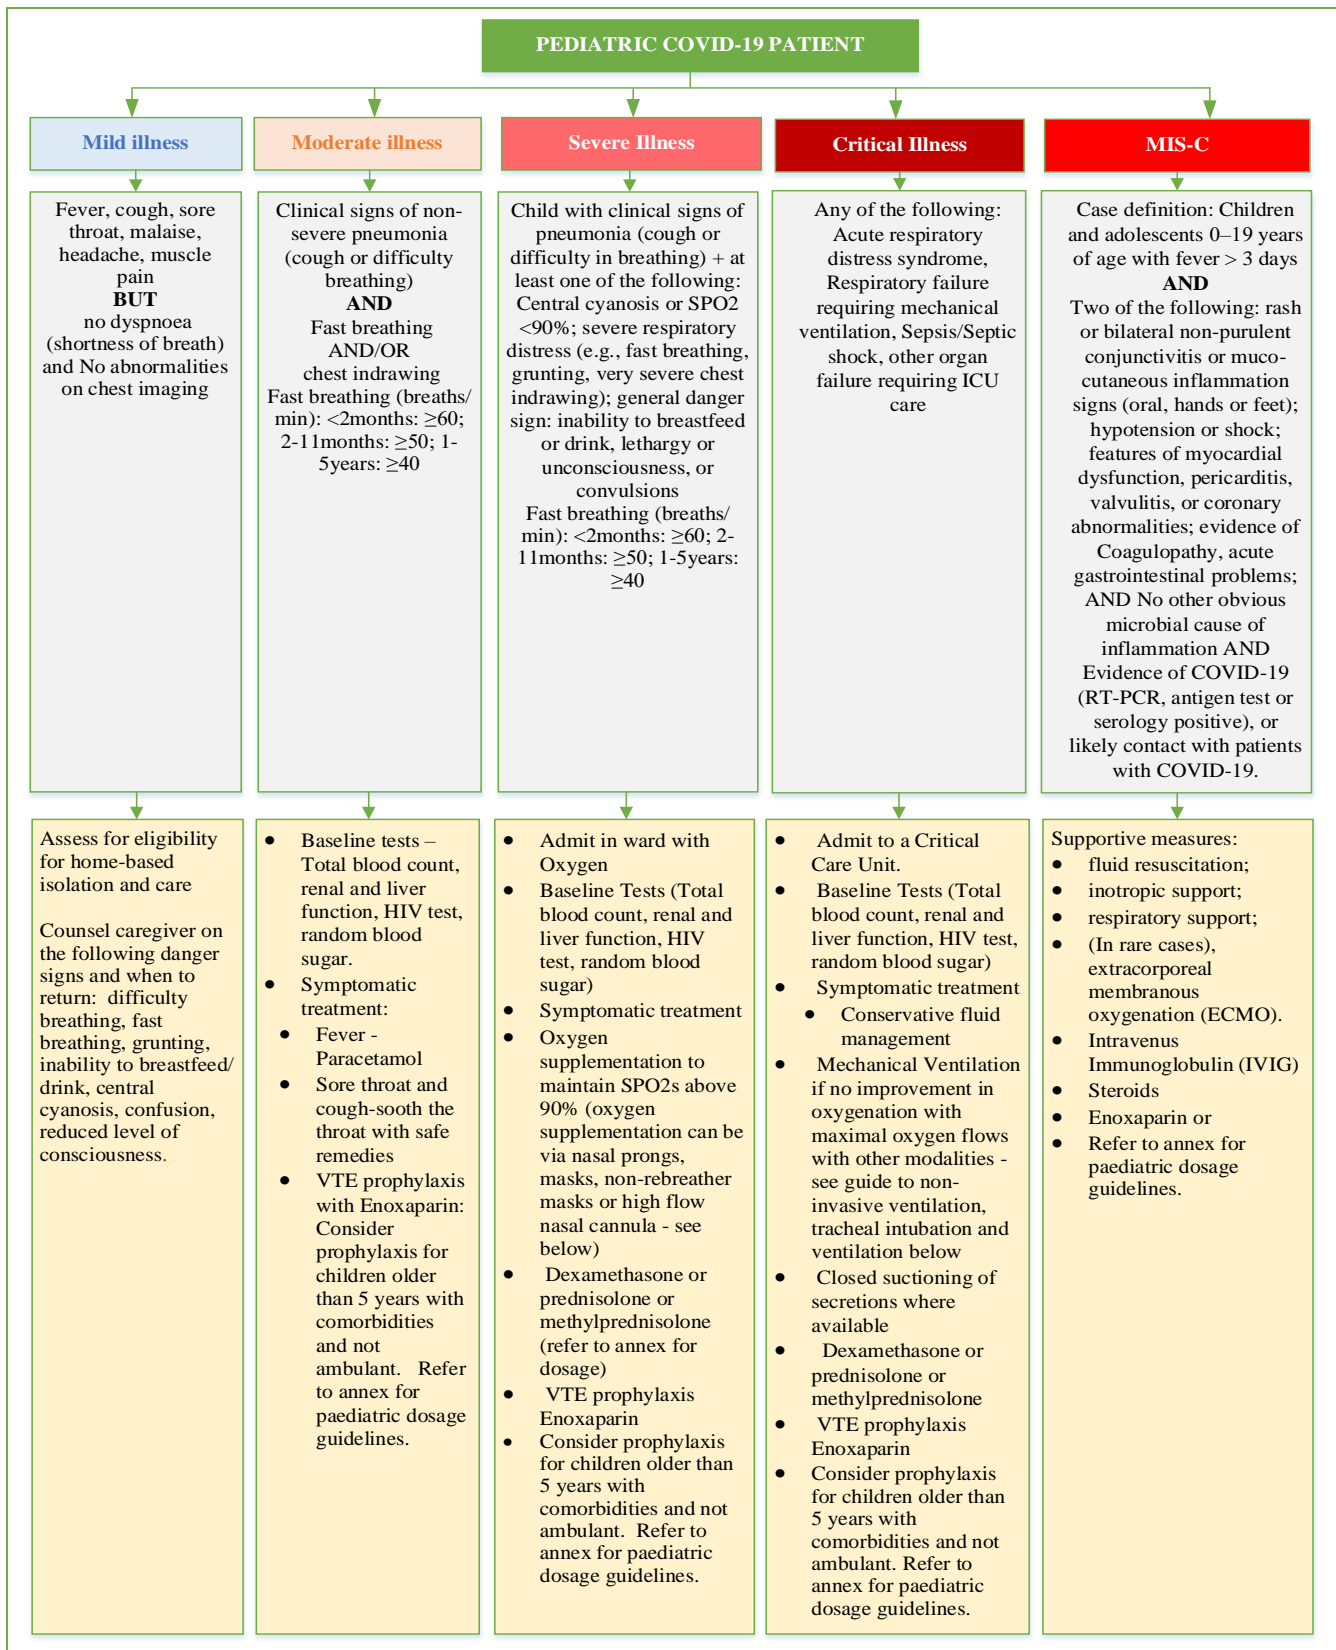 PEDIATRIC COVID-19 PATIENT
Mild illness
Moderate illness
Severe Illness
Critical Illness
MIS-C
Fever, cough, sore
throat, malaise,
headache, muscle
pain
BUT
no dyspnoea
(shortness of breath)
and No abnormalities
on chest imaging
Clinical signs of non-
severe pneumonia
(cough or difficulty
breathing)
AND
Fast breathing
AND/OR
chest indrawing
Fast breathing (breaths/
min): <2months: ≥60;
2-11months: ≥50; 1-
5years: ≥40
Child with clinical signs of
pneumonia (cough or
difficulty in breathing) + at
least one of the following:
Central cyanosis or SPO2
<90%; severe respiratory
distress (e.g., fast breathing,
grunting, very severe chest
indrawing); general danger
sign: inability to breastfeed
or drink, lethargy or
unconsciousness, or
convulsions
Fast breathing (breaths/
min): <2months: ≥60; 2-
11months: ≥50; 1-5years:
≥40
Any of the following:
Acute respiratory
distress syndrome,
Respiratory failure
requiring mechanical
ventilation, Sepsis/Septic
shock, other organ
failure requiring ICU
care
Case definition: Children
and adolescents 0–19 years
of age with fever > 3 days
AND
Two of the following: rash
or bilateral non-purulent
conjunctivitis or muco-
cutaneous inflammation
signs (oral, hands or feet);
hypotension or shock;
features of myocardial
dysfunction, pericarditis,
valvulitis, or coronary
abnormalities; evidence of
Coagulopathy, acute
gastrointestinal problems;
AND No other obvious
microbial cause of
inflammation AND
Evidence of COVID-19
(RT-PCR, antigen test or
serology positive), or
likely contact with patients
with COVID-19.
Assess for eligibility
for home-based
isolation and care
Counsel caregiver on
the following danger
signs and when to
return: difficulty
breathing, fast
breathing, grunting,
inability to breastfeed/
drink, central
cyanosis, confusion,
reduced level of
consciousness.
● Baseline tests –
Total blood count,
renal and liver
function, HIV test,
random blood
sugar.
● Symptomatic
treatment:
● Fever -
Paracetamol
● Sore throat and
cough-sooth the
throat with safe
remedies
● VTE prophylaxis
with Enoxaparin:
Consider
prophylaxis for
children older
than 5 years with
comorbidities
and not
ambulant. Refer
to annex for
paediatric dosage
guidelines.
● Admit in ward with
Oxygen
● Baseline Tests (Total
blood count, renal and
liver function, HIV
test, random blood
sugar)
● Symptomatic treatment
● Oxygen
supplementation to
maintain SPO2s above
90% (oxygen
supplementation can be
via nasal prongs,
masks, non-rebreather
masks or high flow
nasal cannula - see
below)
● Dexamethasone or
prednisolone or
methylprednisolone
(refer to annex for
dosage)
● VTE prophylaxis
Enoxaparin
● Consider prophylaxis
for children older than
5 years with
comorbidities and not
ambulant. Refer to
annex for paediatric
dosage guidelines.
● Admit to a Critical
Care Unit.
● Baseline Tests (Total
blood count, renal and
liver function, HIV test,
random blood sugar)
● Symptomatic treatment
● Conservative fluid
management
● Mechanical Ventilation
if no improvement in
oxygenation with
maximal oxygen flows
with other modalities -
see guide to non-
invasive ventilation,
tracheal intubation and
ventilation below
● Closed suctioning of
secretions where
available
● Dexamethasone or
prednisolone or
methylprednisolone
● VTE prophylaxis
Enoxaparin
● Consider prophylaxis
for children older than
5 years with
comorbidities and not
ambulant. Refer to
annex for paediatric
dosage guidelines.
Supportive measures:
● fluid resuscitation;
● inotropic support;
● respiratory support;
● (In rare cases),
extracorporeal
membranous
oxygenation (ECMO).
● Intravenus
Immunoglobulin (IVIG)
● Steroids
● Enoxaparin or
● Refer to annex for
paediatric dosage
guidelines.